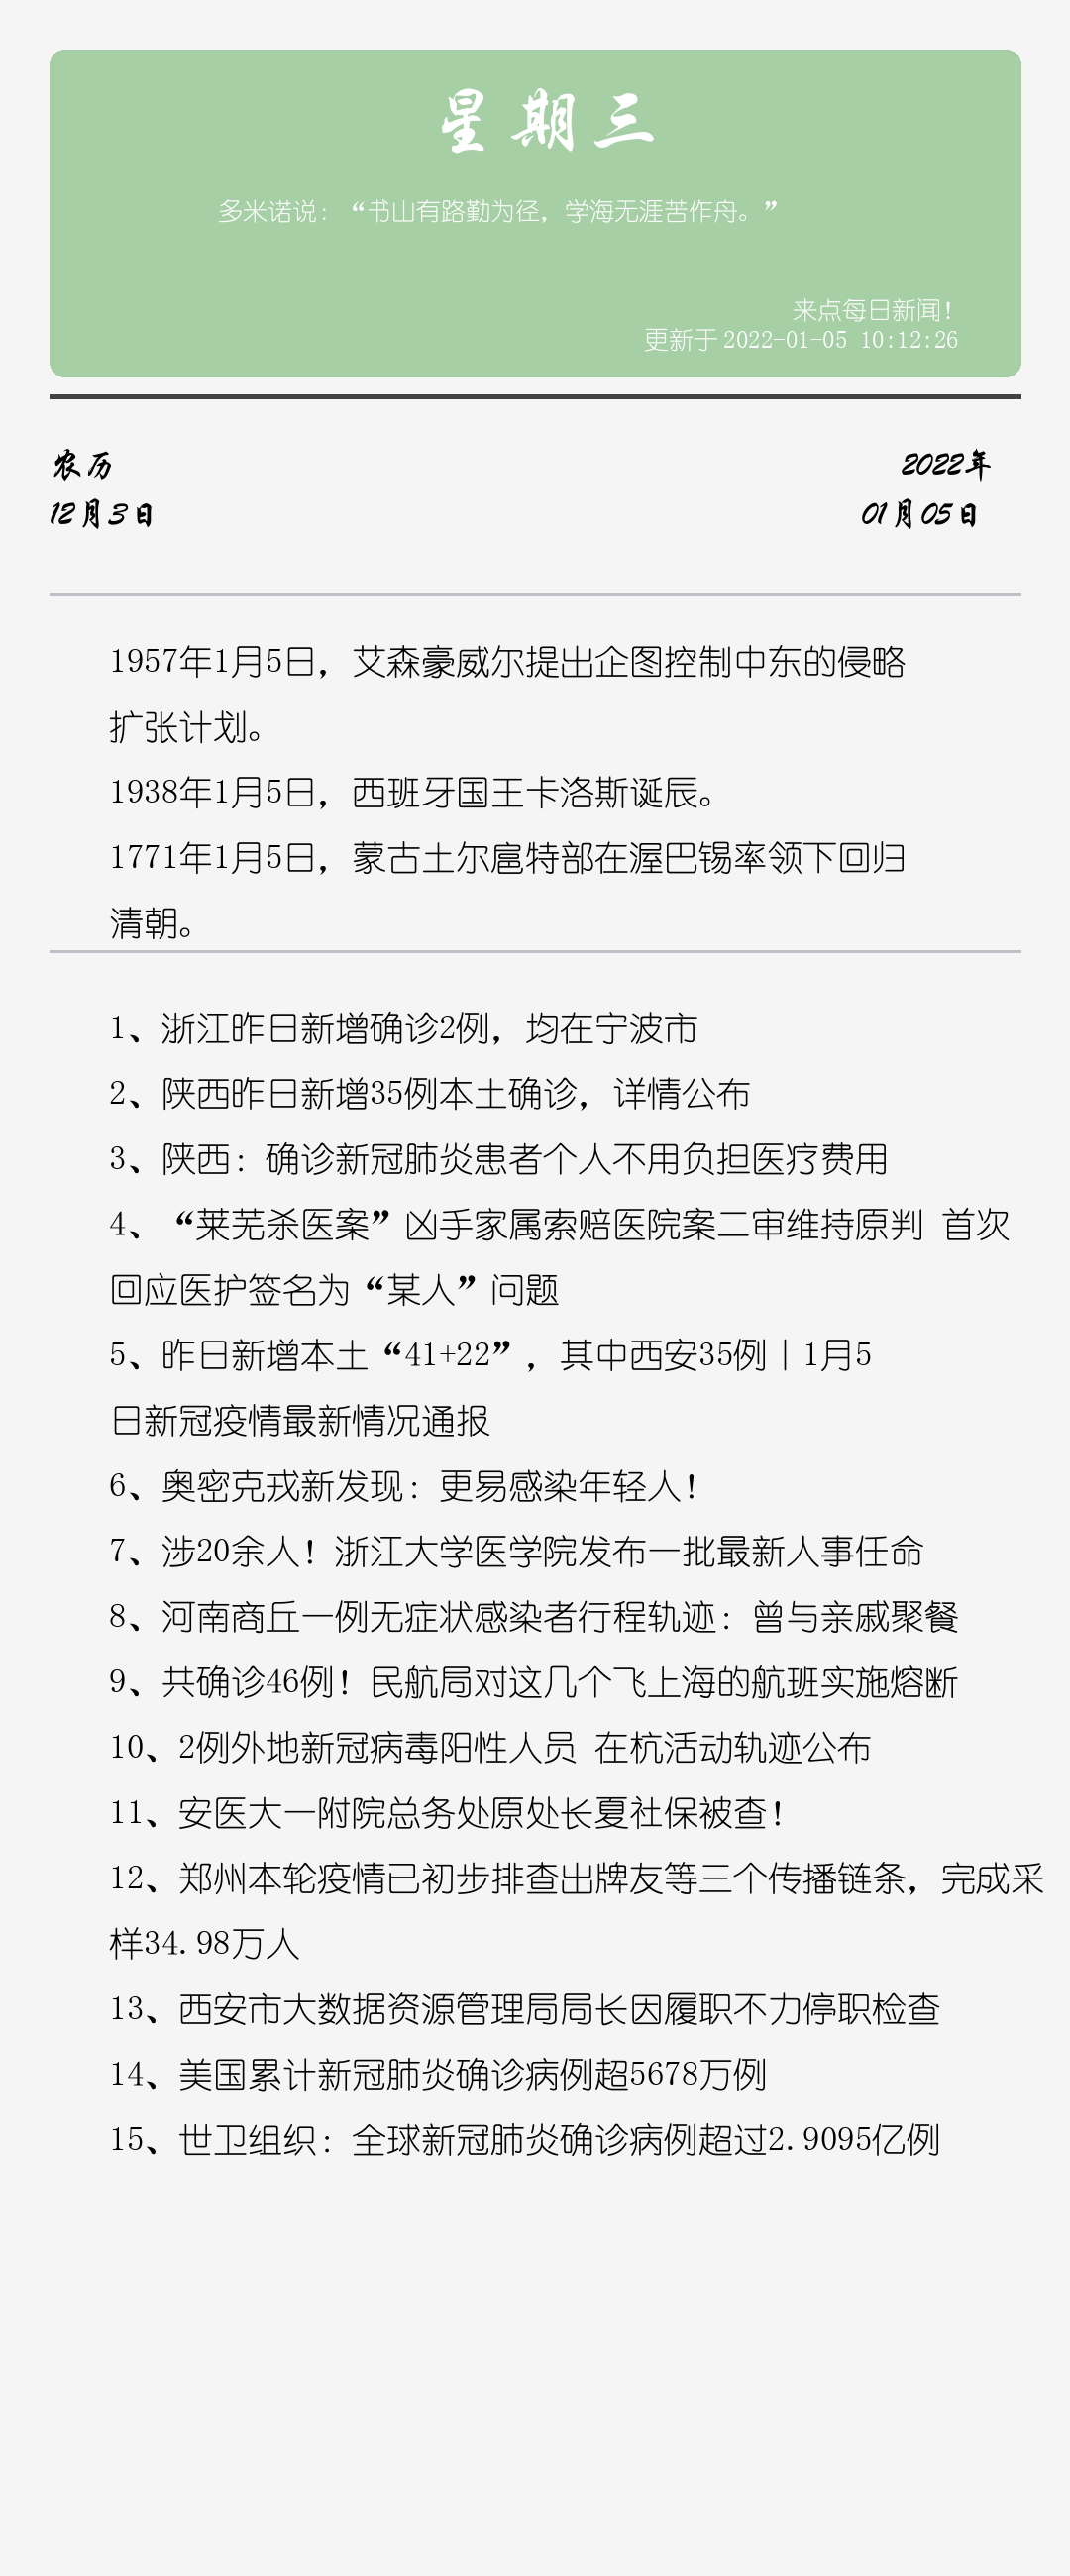 星期三
多米诺说：“书山有路勤为径，学海无涯苦作舟。”
来点每日新闻！
更新于 2022-01-05 10:12:26
农历
2022年
12月3日
01月05日
1957年1月5日，艾森豪威尔提出企图控制中东的侵略
扩张计划。
1938年1月5日，西班牙国王卡洛斯诞辰。
1771年1月5日，蒙古土尔扈特部在渥巴锡率领下回归
清朝。
1、浙江昨日新增确诊2例，均在宁波市
2、陕西昨日新增35例本土确诊，详情公布
3、陕西：确诊新冠肺炎患者个人不用负担医疗费用
4、“莱芜杀医案”凶手家属索赔医院案二审维持原判 首次
回应医护签名为“某人”问题
5、昨日新增本土“41+22”，其中西安35例｜1月5
日新冠疫情最新情况通报
6、奥密克戎新发现：更易感染年轻人！
7、涉20余人！浙江大学医学院发布一批最新人事任命
8、河南商丘一例无症状感染者行程轨迹：曾与亲戚聚餐
9、共确诊46例！民航局对这几个飞上海的航班实施熔断
10、2例外地新冠病毒阳性人员 在杭活动轨迹公布
11、安医大一附院总务处原处长夏社保被查！
12、郑州本轮疫情已初步排查出牌友等三个传播链条，完成采
样34.98万人
13、西安市大数据资源管理局局长因履职不力停职检查
14、美国累计新冠肺炎确诊病例超5678万例
15、世卫组织：全球新冠肺炎确诊病例超过2.9095亿例